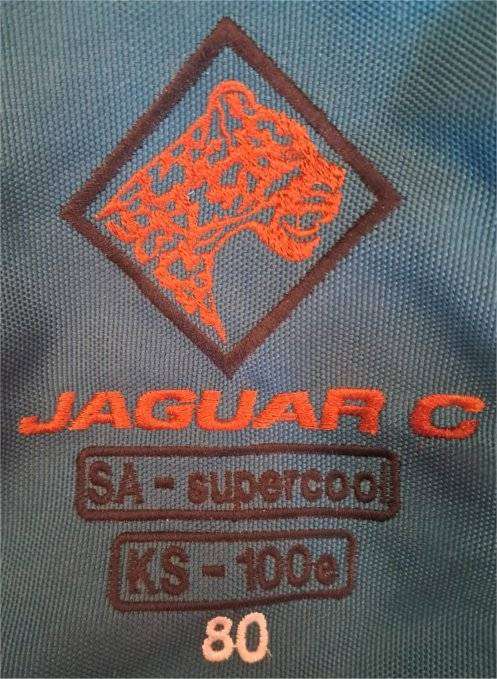 JAGUAR C
SA - supercool
KS - 100e
80